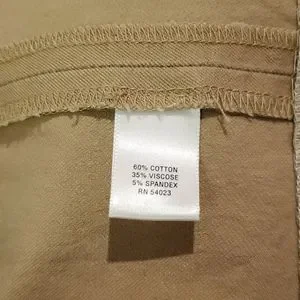 60% COTTON
35% VISCOSE
5% SPANDEX
RN 54023